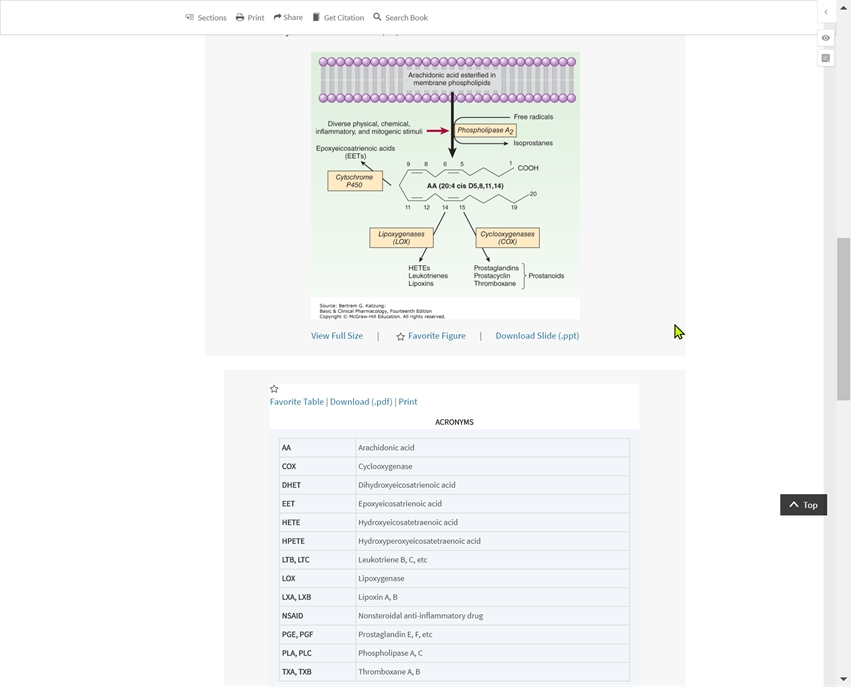 Sections Print Share Get Citation Search Book
Arachidonic acid esterified in
membrane phospholipids
Free radicals
Diverse physical, chemical,
inflammatory, and mitogenic stimuli
Phospholipase A2
Isoprostanes
Epoxyeicosatrienoic acids
(EETs)
9 8 6 5 1
COOH
Cytochrome
P450
AA (20:4 cis D5,8,11,14)
20
11 12 14 15 19
Lipoxygenases
(LOX)
Cyclooxygenases
(COX)
HETEs
Leukotrienes
Lipoxins
Prostaglandins
Prostacyclin
Thromboxane
Prostanoids
Source: Bertram G. Katzung:
Basic & Clinical Pharmacology, Fourteenth Edition
Copyright © McGraw-Hill Education. All rights reserved.
View Full Size | Favorite Figure | Download Slide (.ppt)
Favorite Table | Download (.pdf) | Print
ACRONYMS
AA Arachidonic acid
COX Cyclooxygenase
DHET Dihydroxyeicosatrienoic acid
EET Epoxyeicosatrienoic acid
Top
HETE Hydroxyeicosatetraenoic acid
HPETE Hydroxyperoxyeicosatetraenoic acid
LTB, LTC Leukotriene B, C, etc
LOX Lipoxygenase
LXA, LXB Lipoxin A, B
NSAID Nonsteroidal anti-inflammatory drug
PGE, PGF Prostaglandin E, F, etc
PLA, PLC Phospholipase A, C
TXA, TXB Thromboxane A, B